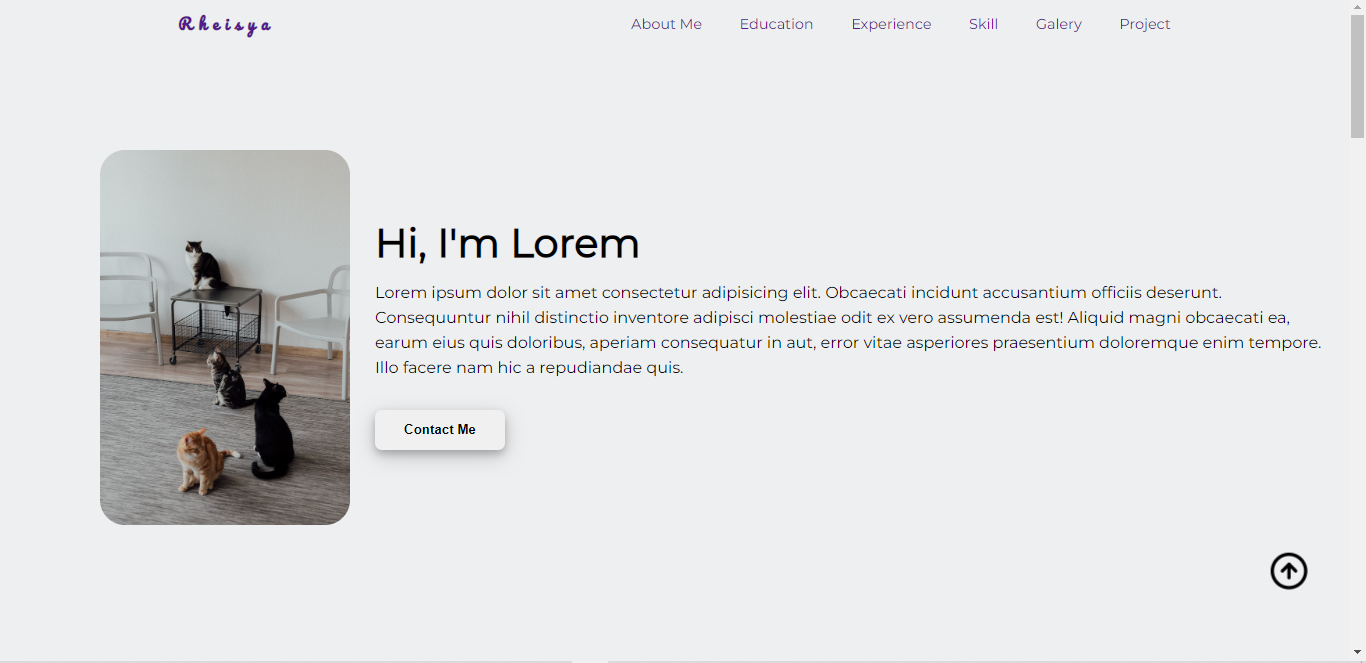 Rheisya
About Me Education Experience Skill Galery Project
Hi, I'm Lorem
Lorem ipsum dolor sit amet consectetur adipisicing elit. Obcaecati incidunt accusantium officiis deserunt.
Consequuntur nihil distinctio inventore adipisci molestiae odit ex vero assumenda est! Aliquid magni obcaecati ea,
earum eius quis doloribus, aperiam consequatur in aut, error vitae asperiores praesentium doloremque enim tempore.
Illo facere nam hic a repudiandae quis.
Contact Me